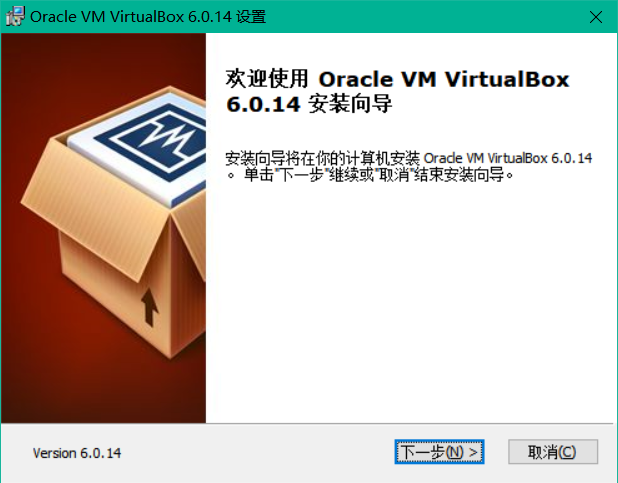 Oracle VM VirtualBox 6.0.14 设置
欢迎使用 Oracle VM VirtualBox
6.0.14 安装向导
安装向导将在你的计算机安装 Oracle VM VirtualBox 6.0.14
。 单击"下一步"继续或"取消"结束安装向导。
Version 6.0.14
下一步(N) >
取消(C)